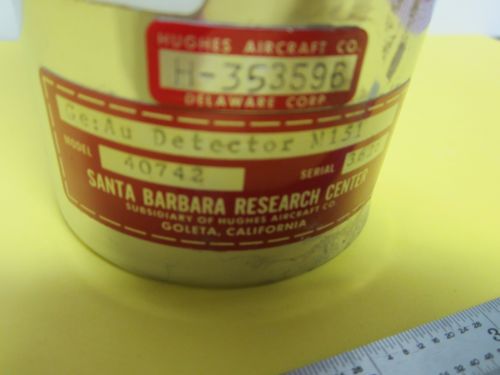 HUGHES AIRCRAFT CO.
H-353596
DELAWARE CORP.
Ge:Au Detector M151
MODEL 40742 SERIAL
SANTA BARBARA RESEARCH CENTER
SUBSIDIARY OF HUGHES AIRCRAFT CO.
GOLETA, CALIFORNIA